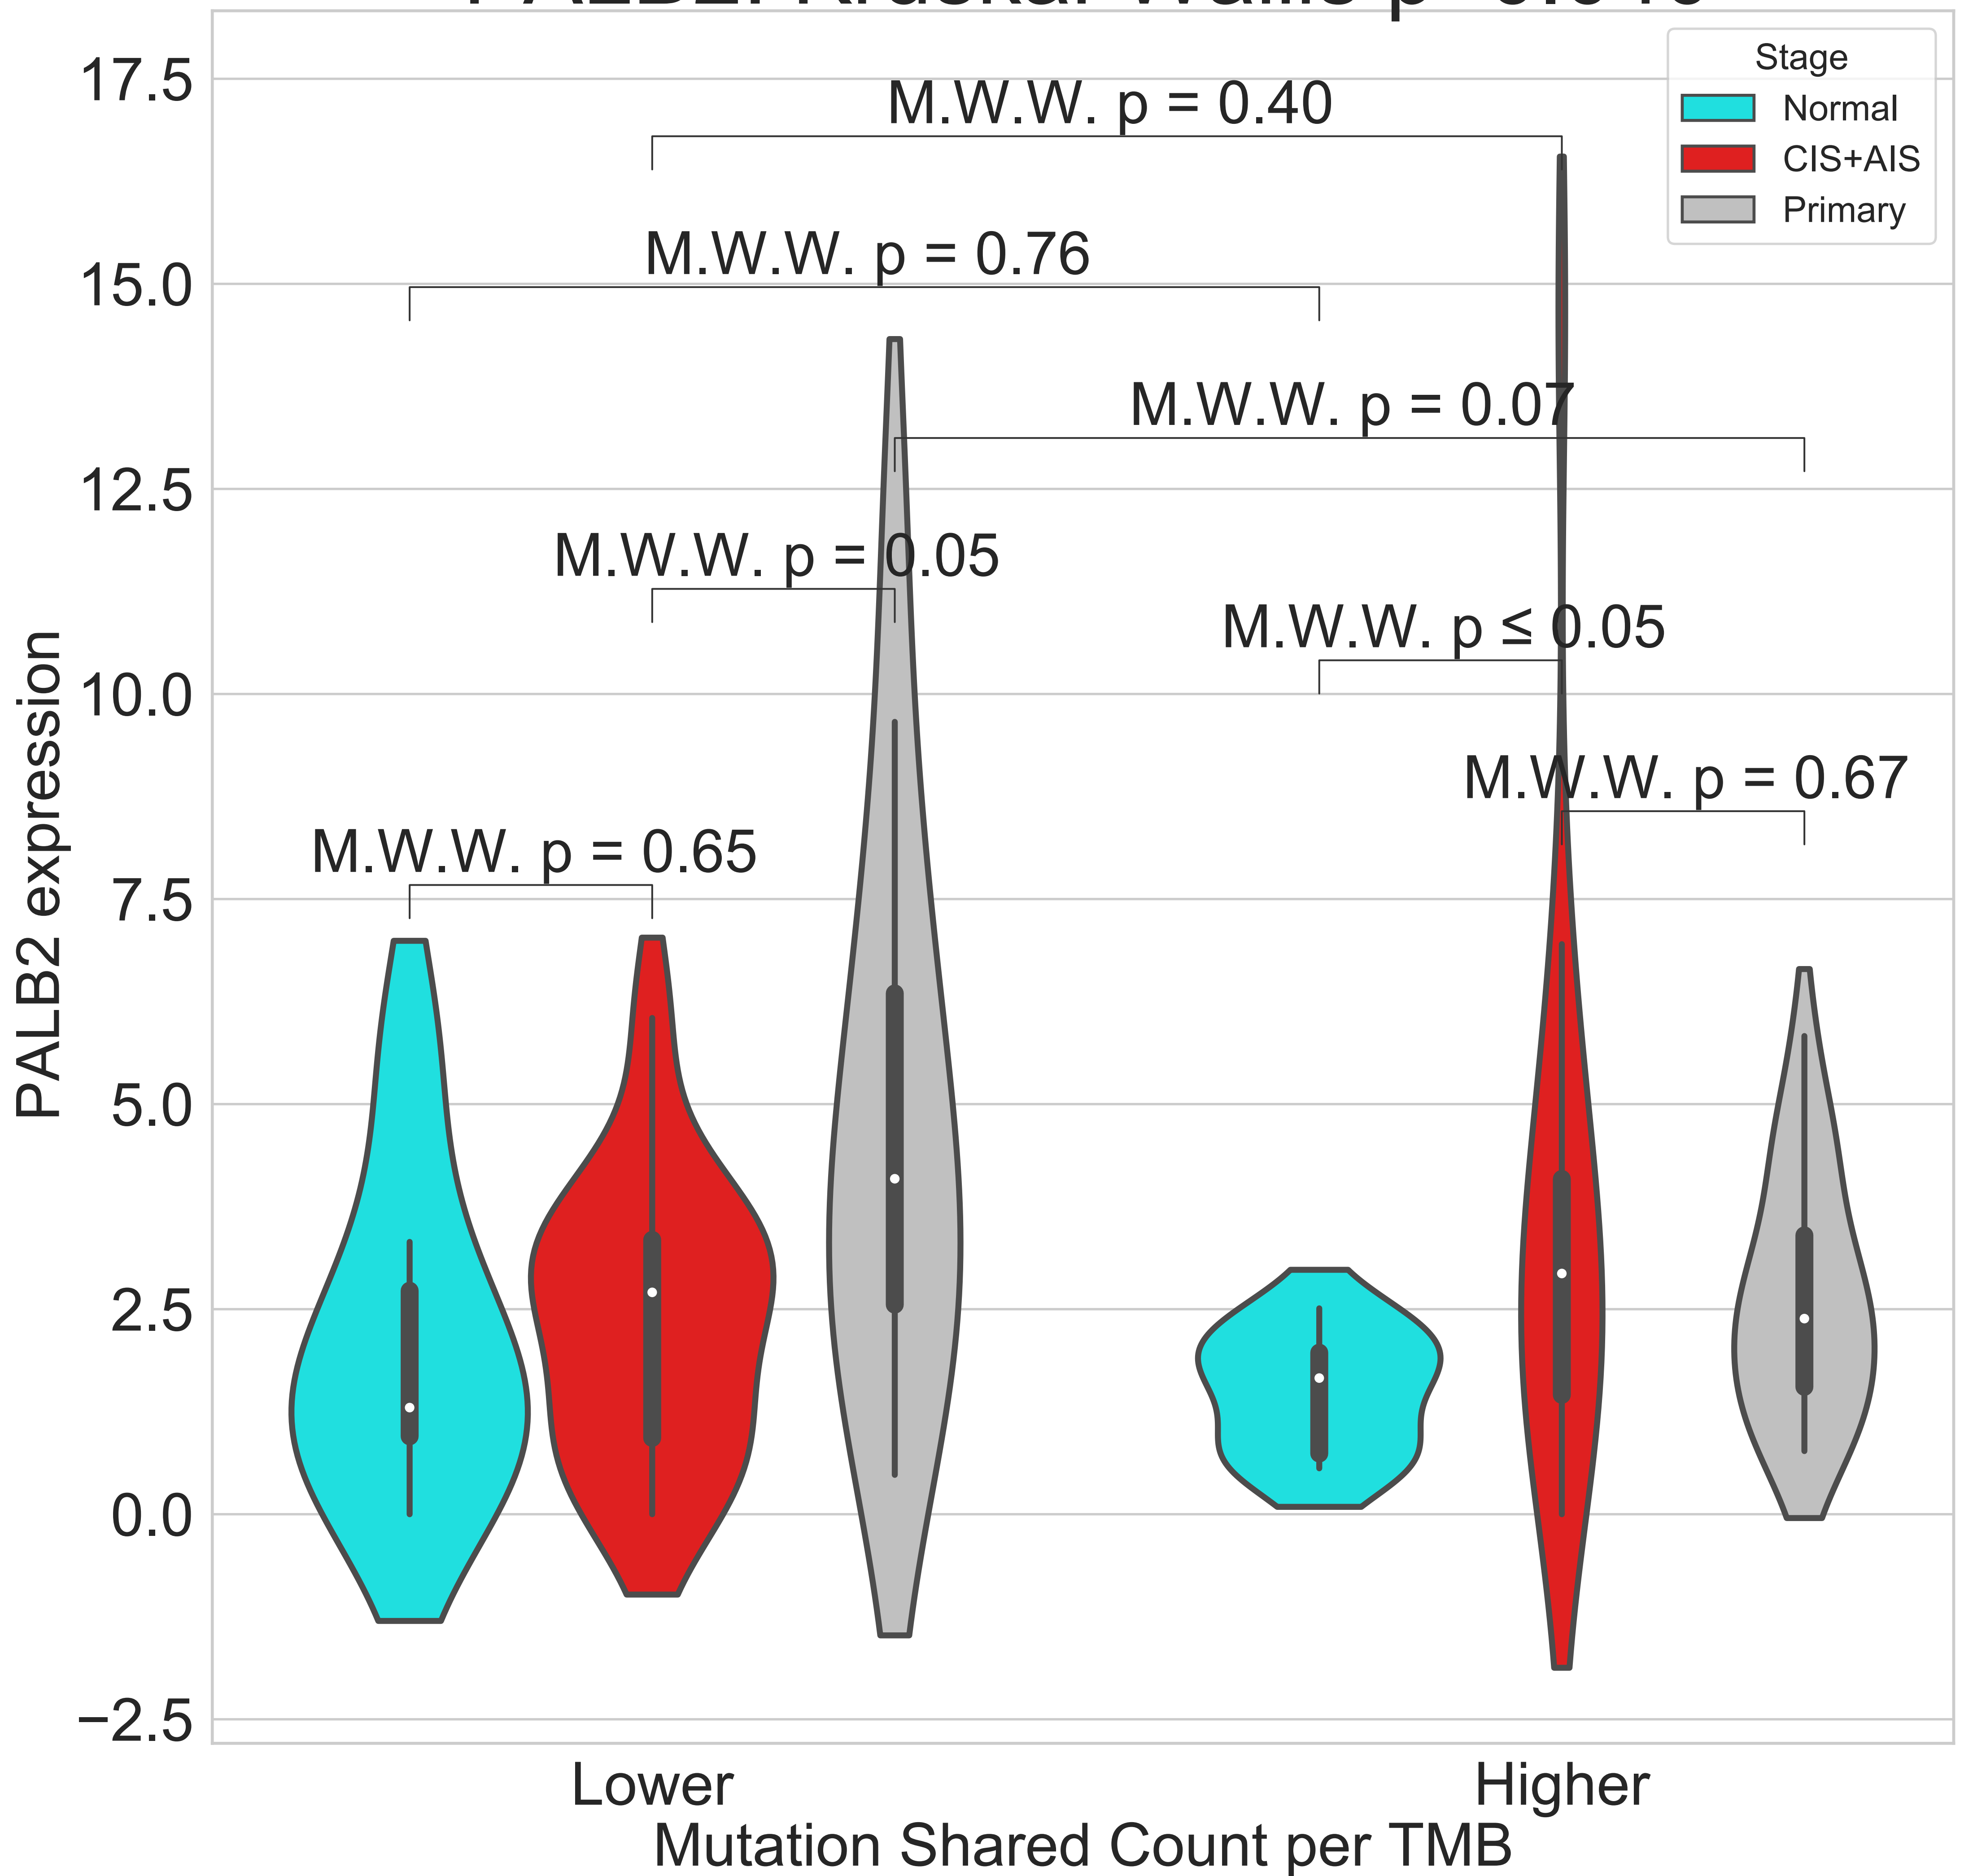 Stage
Normal
CIS+AIS
Primary
17.5
15.0
12.5
10.0
7.5
5.0
2.5
0.0
−2.5
PALB2 expression
M.W.W. p = 0.40
M.W.W. p = 0.76
M.W.W. p = 0.07
M.W.W. p = 0.05
M.W.W. p ≤ 0.05
M.W.W. p = 0.67
M.W.W. p = 0.65
Lower
Higher
Mutation Shared Count per TMB